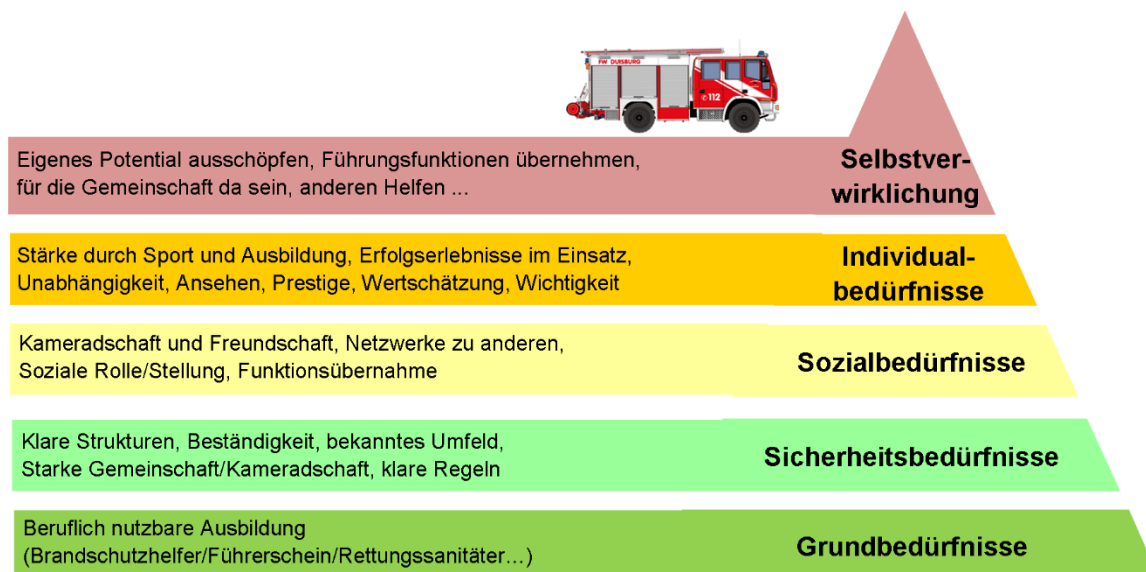 FW DUISBURG
112
Eigenes Potential ausschöpfen, Führungsfunktionen übernehmen,
für die Gemeinschaft da sein, anderen Helfen ...
Selbstver-
wirklichung
Stärke durch Sport und Ausbildung, Erfolgserlebnisse im Einsatz,
Unabhängigkeit, Ansehen, Prestige, Wertschätzung, Wichtigkeit
Individual-
bedürfnisse
Kameradschaft und Freundschaft, Netzwerke zu anderen,
Soziale Rolle/Stellung, Funktionsübernahme
Sozialbedürfnisse
Klare Strukturen, Beständigkeit, bekanntes Umfeld,
Starke Gemeinschaft/Kameradschaft, klare Regeln
Sicherheitsbedürfnisse
Beruflich nutzbare Ausbildung
(Brandschutzhelfer/Führerschein/Rettungssanitäter…)
Grundbedürfnisse